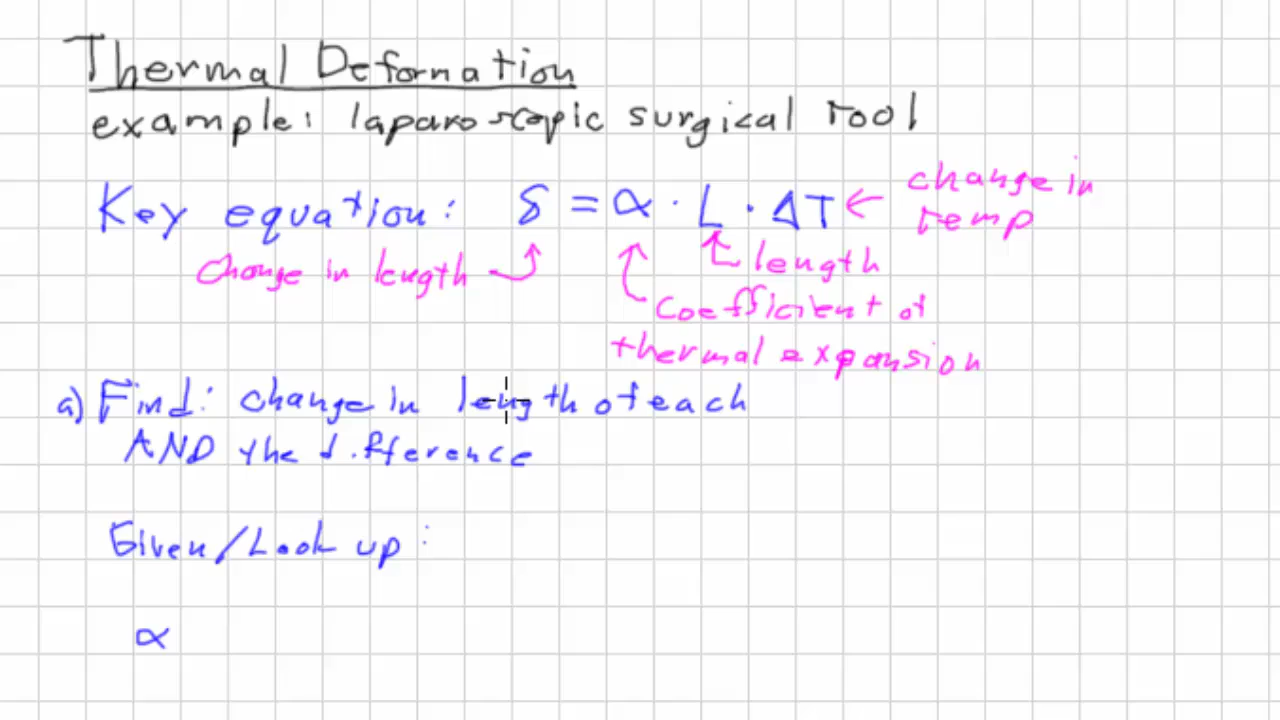 Thermal Deformation
example: laparoscopic surgical tool
Key equation: δ = α · L · ΔT ← change in
temp
change in length
length
coefficient of
thermal expansion
a) Find: change in length of each
AND the difference
Given/Look up:
α